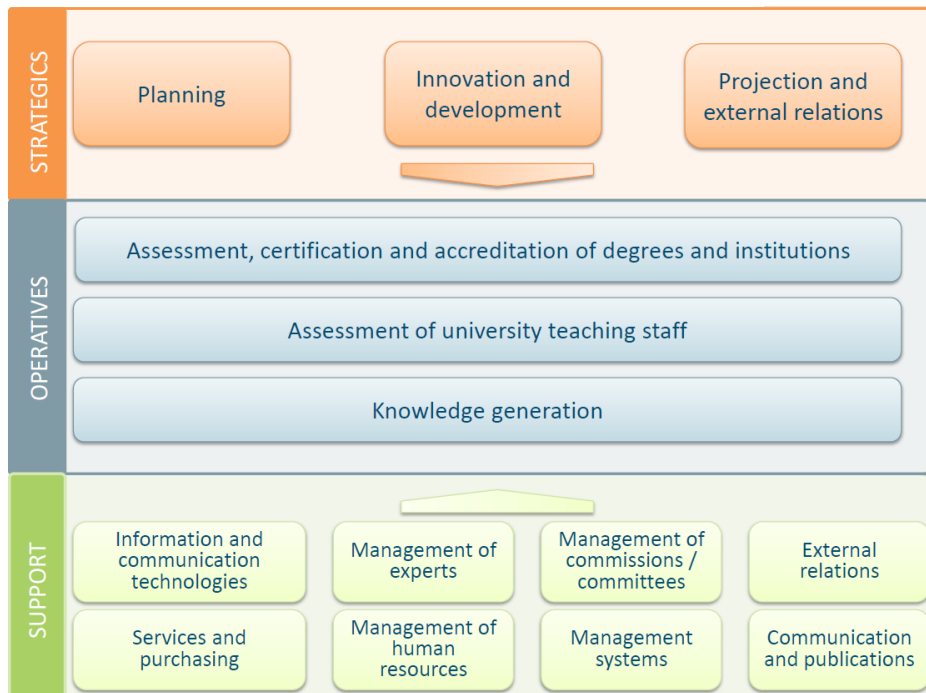 STRATEGICS
Planning
Innovation and
development
Projection and
external relations
OPERATIVES
Assessment, certification and accreditation of degrees and institutions
Assessment of university teaching staff
Knowledge generation
SUPPORT
Information and
communication
technologies
Management of
experts
Management of
commissions /
committees
External
relations
Services and
purchasing
Management of
human
resources
Management
systems
Communication
and publications